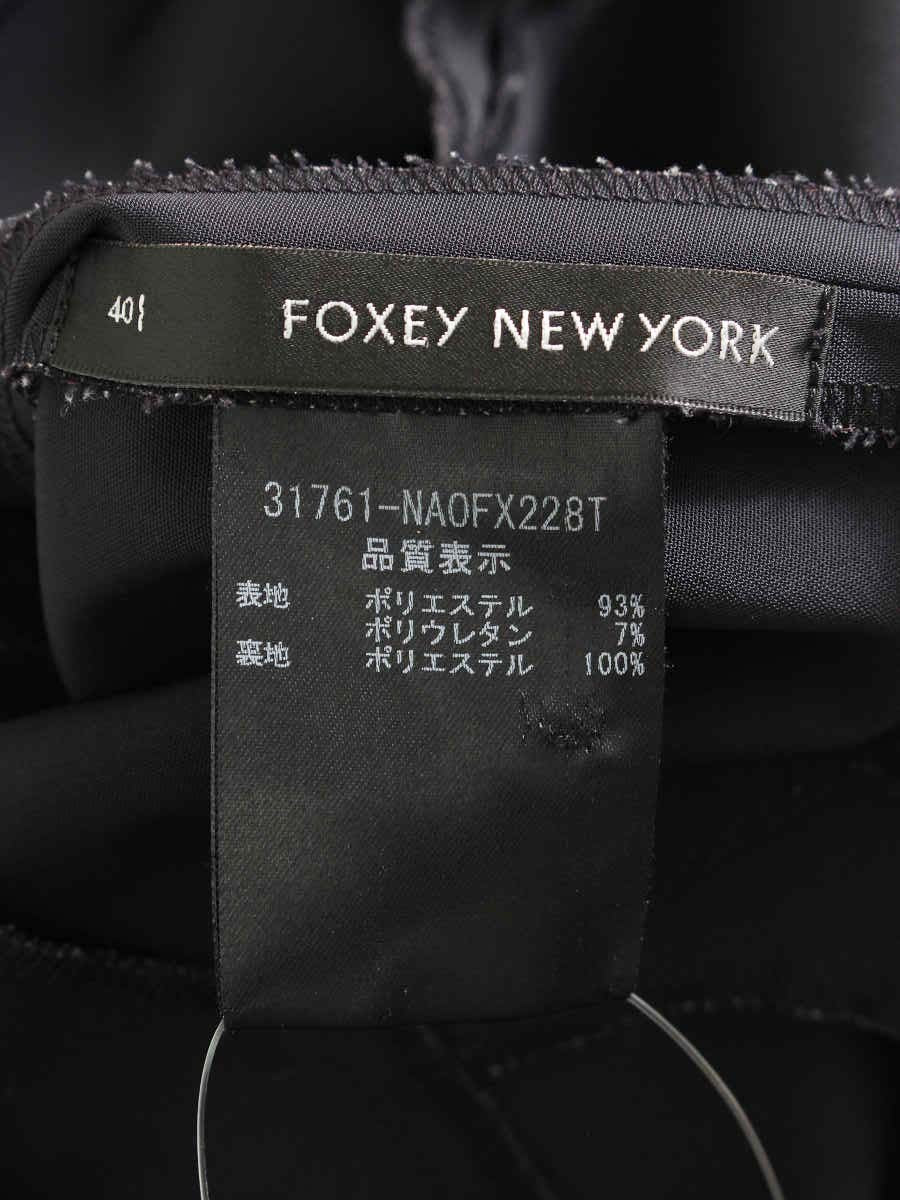 40
FOXEY NEW YORK
31761-NA0FX228T
品質表示
表地 ポリエステル 93%
ポリウレタン 7%
裏地 ポリエステル 100%